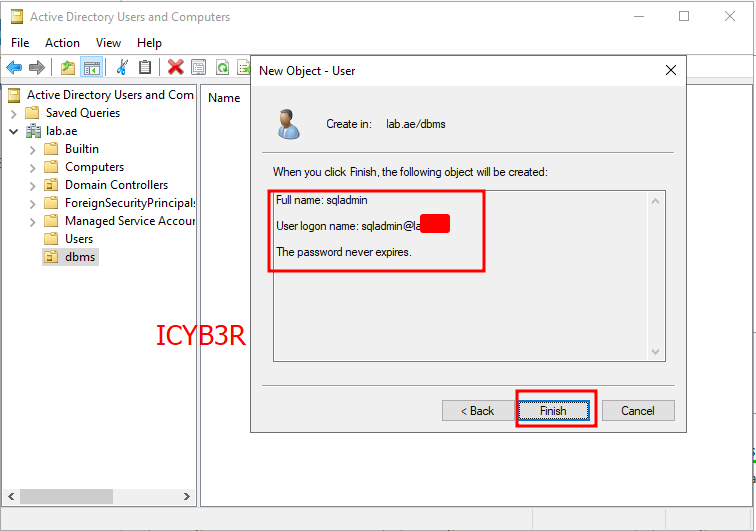 Active Directory Users and Computers
File Action View Help
Active Directory Users and Com
Saved Queries
lab.ae
Builtin
Computers
Domain Controllers
ForeignSecurityPrincipals
Managed Service Accour
Users
dbms
Name
New Object - User
Create in: lab.ae/dbms
When you click Finish, the following object will be created:
Full name: sqladmin
User logon name: sqladmin@la
The password never expires.
< Back Finish Cancel
ICYB3R